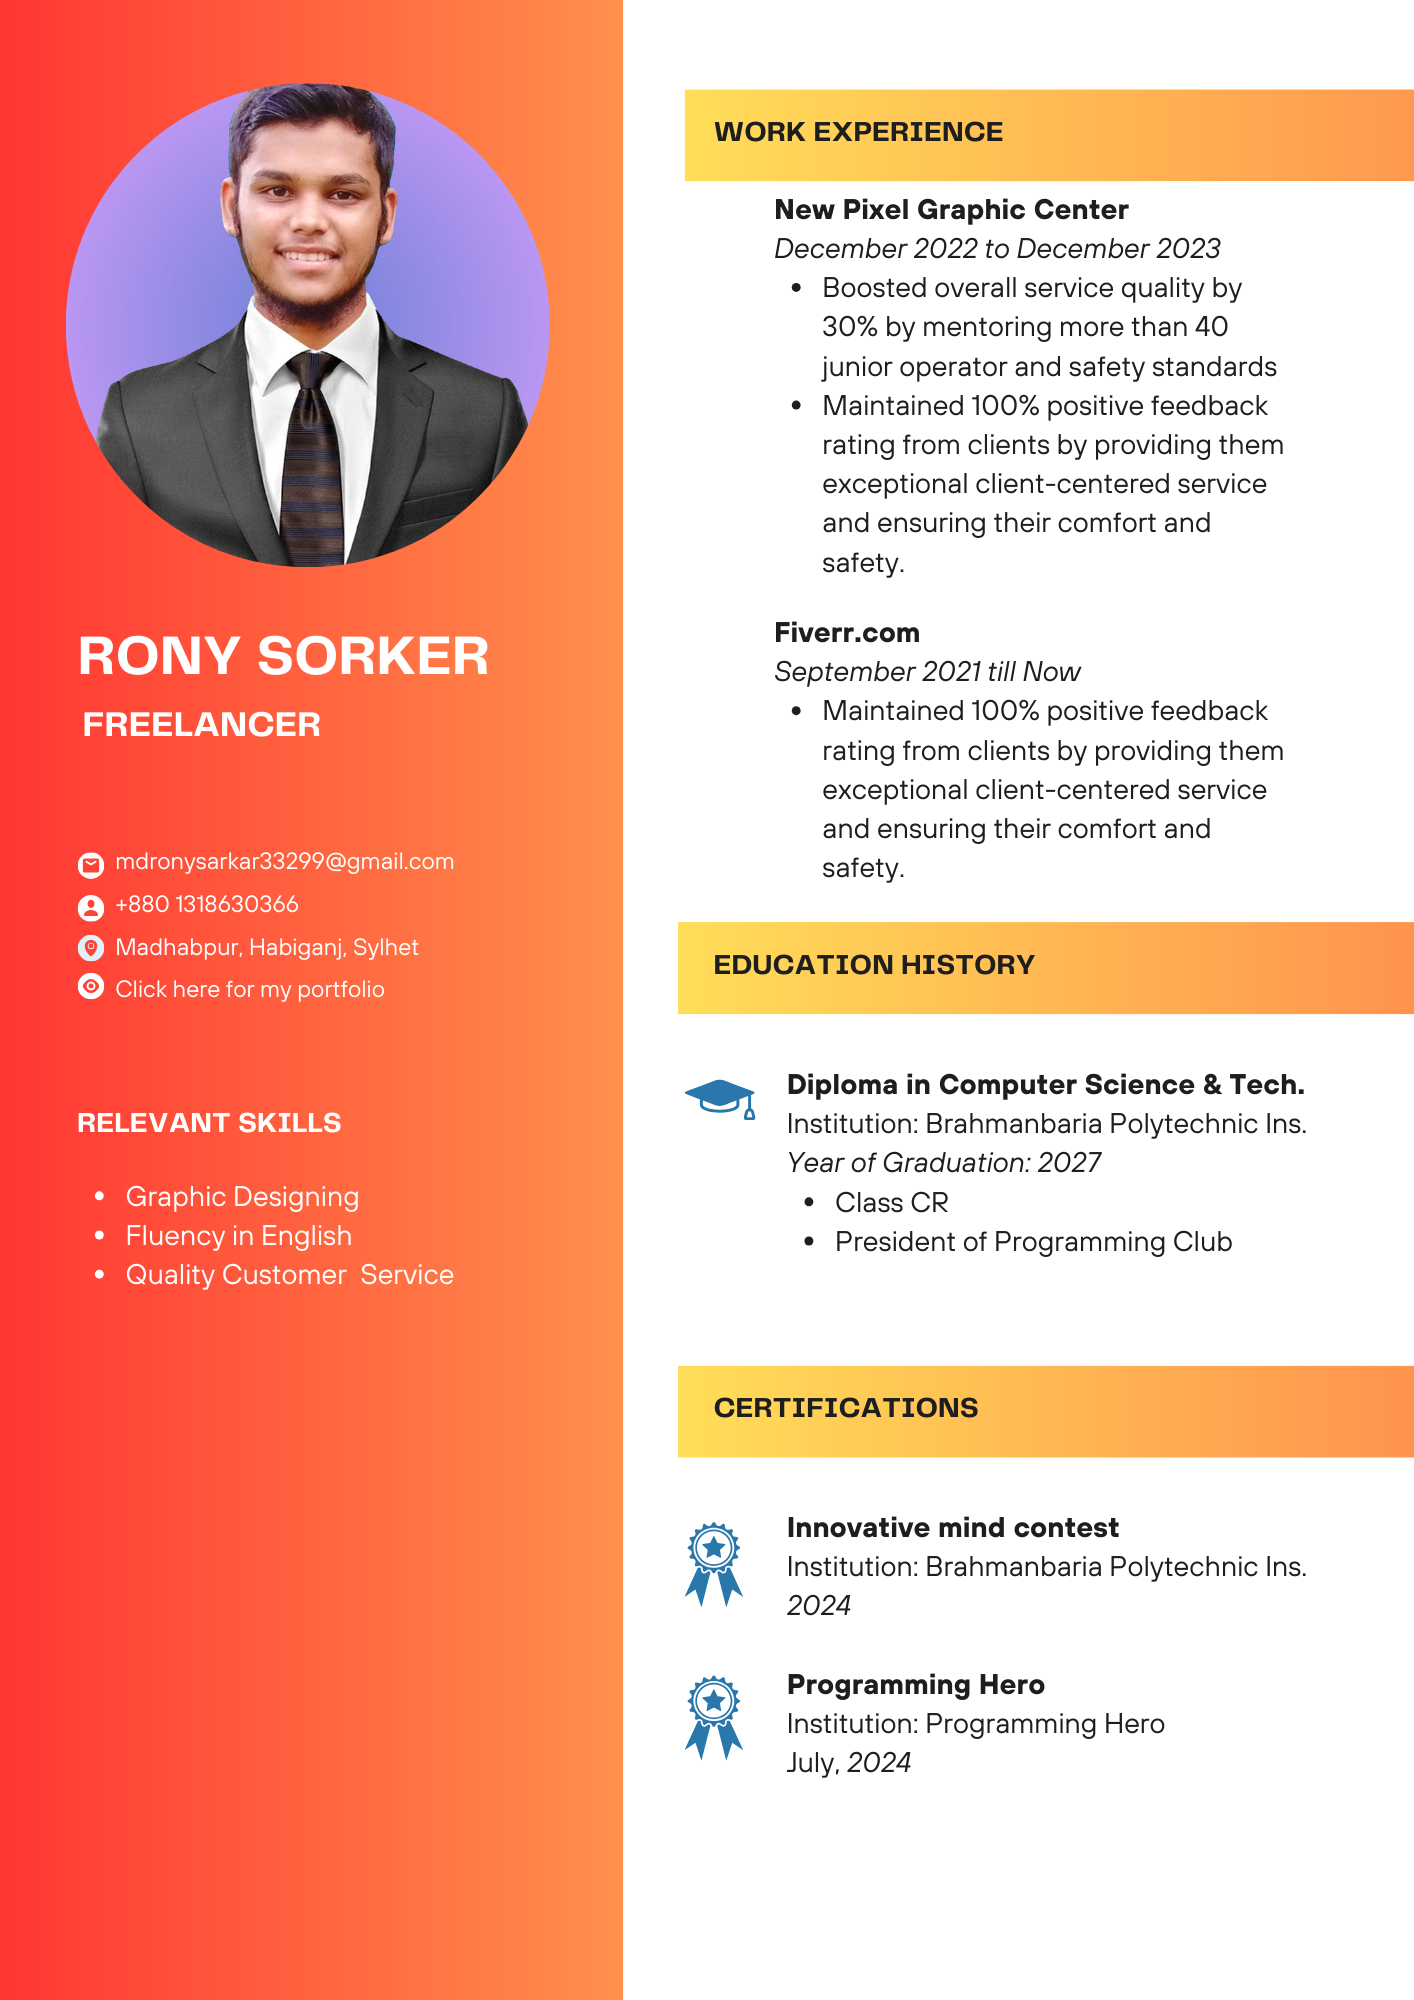 RONY SORKER
FREELANCER
mdronysarkar33299@gmail.com
+880 1318630366
Madhabpur, Habiganj, Sylhet
Click here for my portfolio
RELEVANT SKILLS
• Graphic Designing
• Fluency in English
• Quality Customer  Service
WORK EXPERIENCE
New Pixel Graphic Center
December 2022 to December 2023
• Boosted overall service quality by
30% by mentoring more than 40
junior operator and safety standards
• Maintained 100% positive feedback
rating from clients by providing them
exceptional client-centered service
and ensuring their comfort and
safety.
Fiverr.com
September 2021 till Now
• Maintained 100% positive feedback
rating from clients by providing them
exceptional client-centered service
and ensuring their comfort and
safety.
EDUCATION HISTORY
Diploma in Computer Science & Tech.
Institution: Brahmanbaria Polytechnic Ins.
Year of Graduation: 2027
• Class CR
• President of Programming Club
CERTIFICATIONS
Innovative mind contest
Institution: Brahmanbaria Polytechnic Ins.
2024
Programming Hero
Institution: Programming Hero
July, 2024